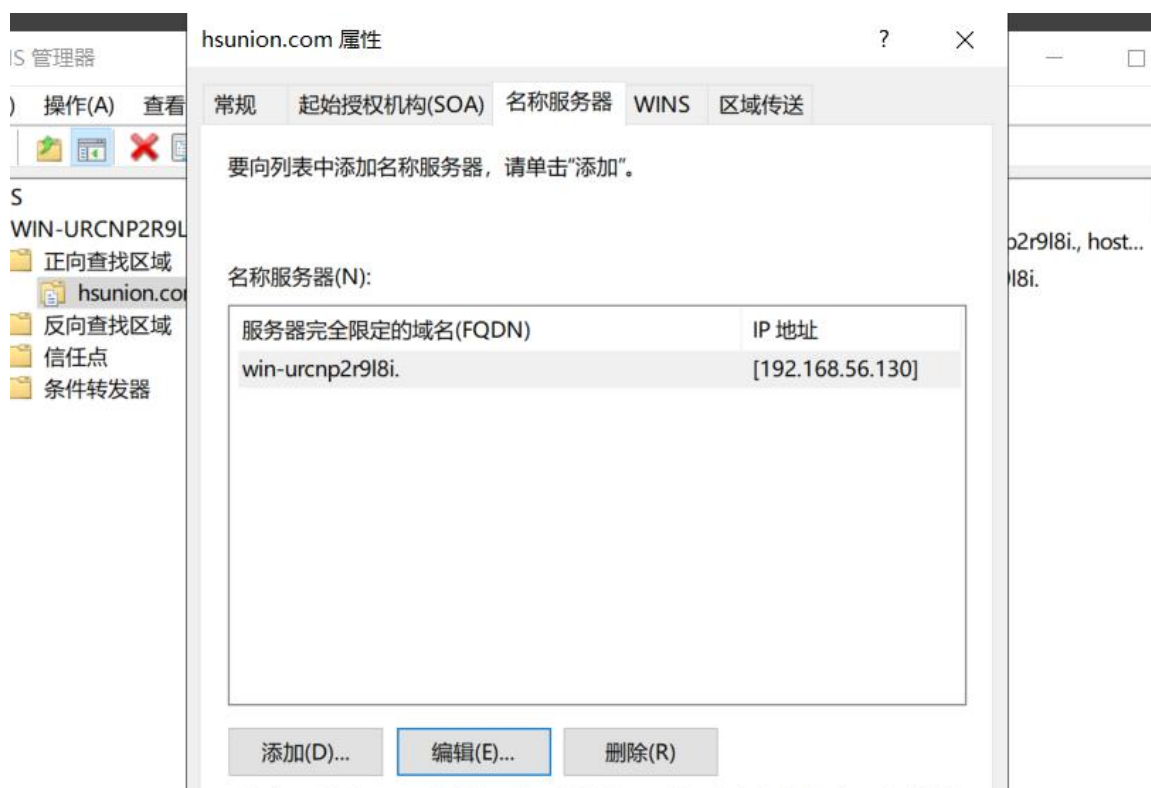 hsunion.com 属性
?
IS 管理器
) 操作(A) 查看
常规 起始授权机构(SOA) 名称服务器 WINS 区域传送
要向列表中添加名称服务器，请单击“添加”。
S
WIN-URCNP2R9L
正向查找区域
hsunion.co
反向查找区域
信任点
条件转发器
名称服务器(N):
服务器完全限定的域名(FQDN) IP 地址
win-urcnp2r9l8i. [192.168.56.130]
添加(D)... 编辑(E)... 删除(R)
p2r9l8i., host...
l8i.